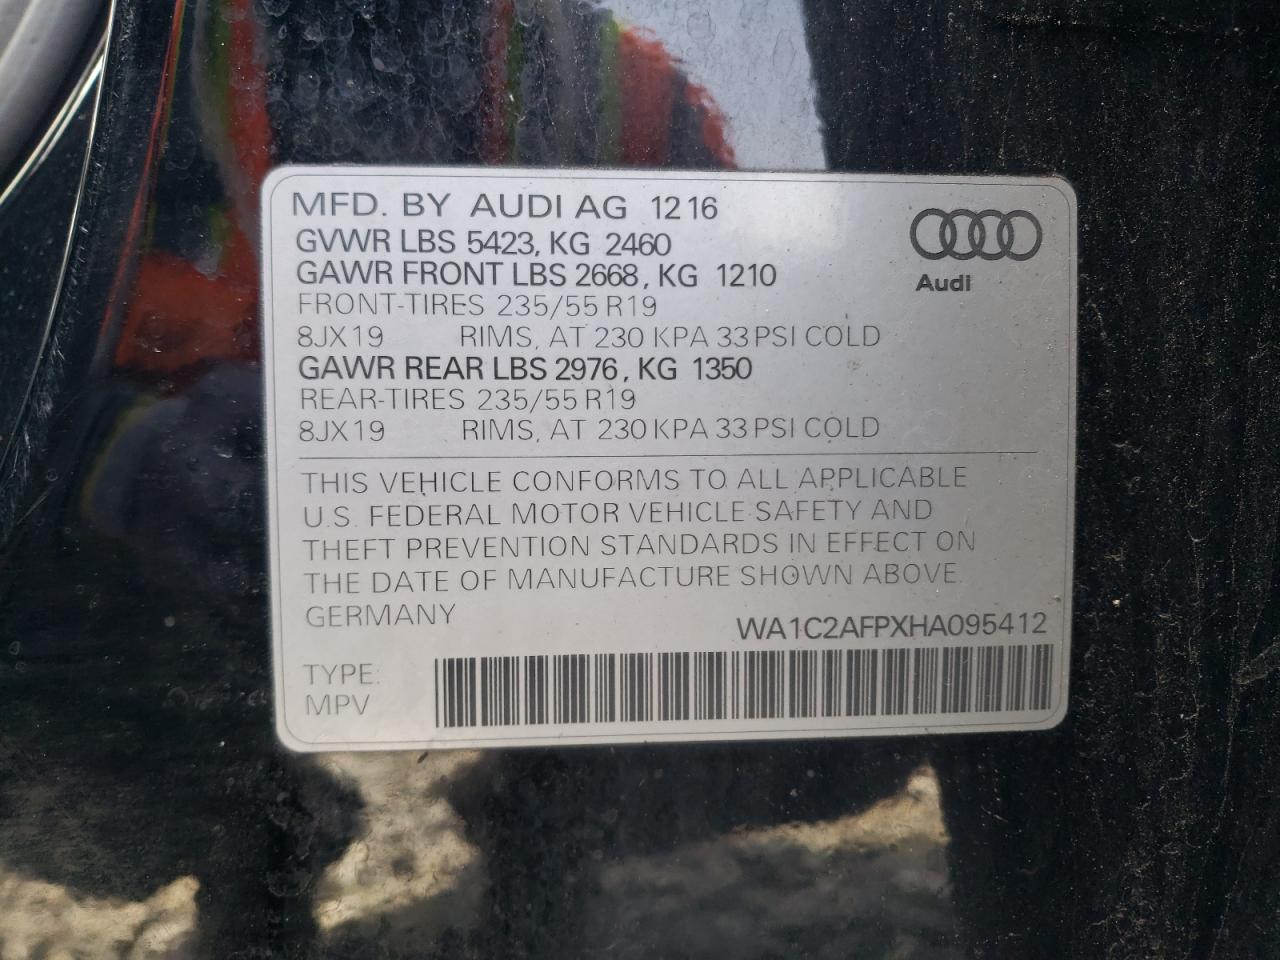 MFD. BY AUDI AG 12 16
GVWR LBS 5423, KG 2460
GAWR FRONT LBS 2668, KG 1210
FRONT-TIRES 235/55 R19
8JX19 RIMS, AT 230 KPA 33 PSI COLD
GAWR REAR LBS 2976, KG 1350
REAR-TIRES 235/55 R19
8JX19 RIMS, AT 230 KPA 33 PSI COLD
Audi
THIS VEHICLE CONFORMS TO ALL APPLICABLE
U.S. FEDERAL MOTOR VEHICLE SAFETY AND
THEFT PREVENTION STANDARDS IN EFFECT ON
THE DATE OF MANUFACTURE SHOWN ABOVE.
GERMANY
WA1C2AFPXHA095412
TYPE:
MPV